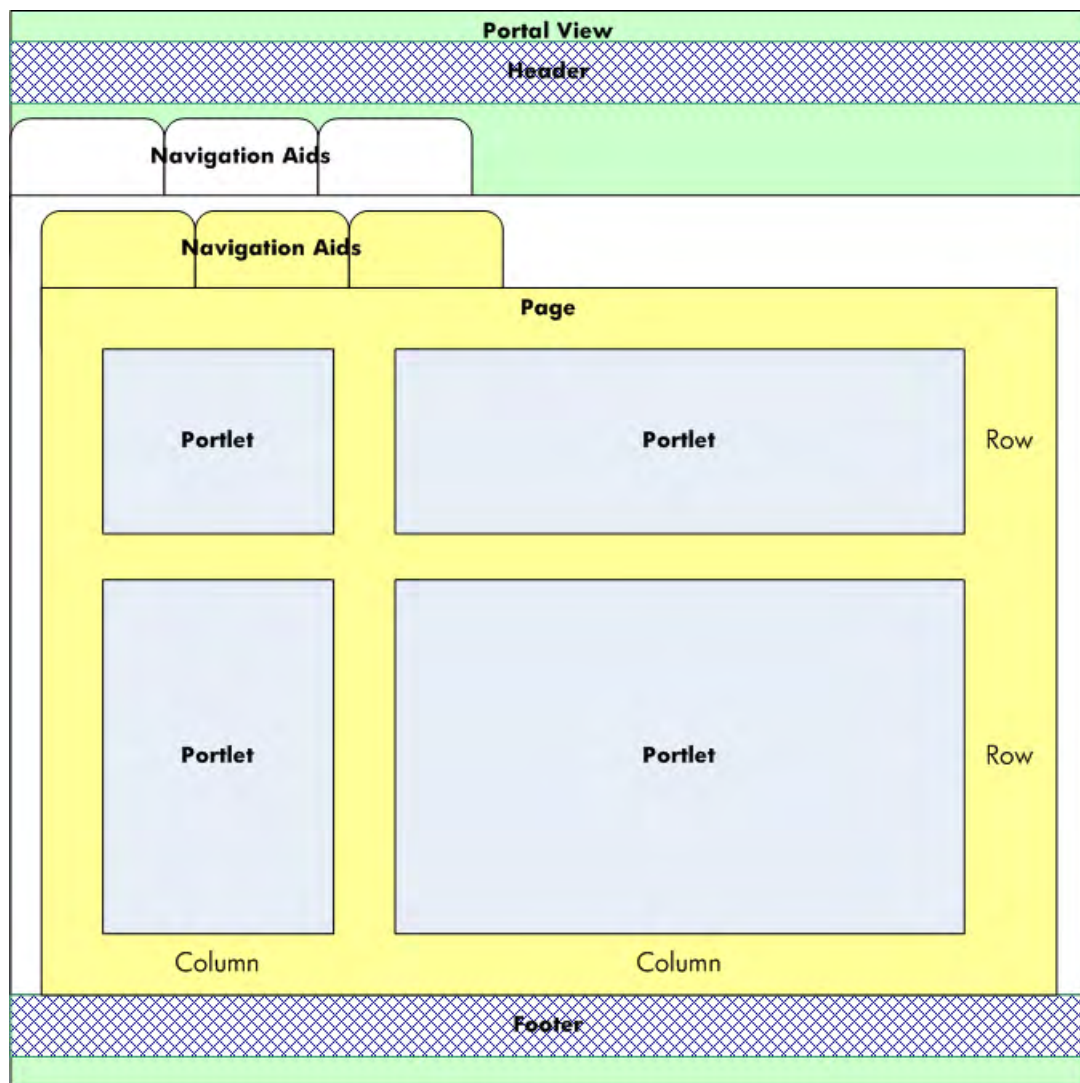 Portal View
Header
Navigation Aids
Navigation Aids
Page
Portlet Portlet Row
Portlet Portlet Row
Column Column
Footer